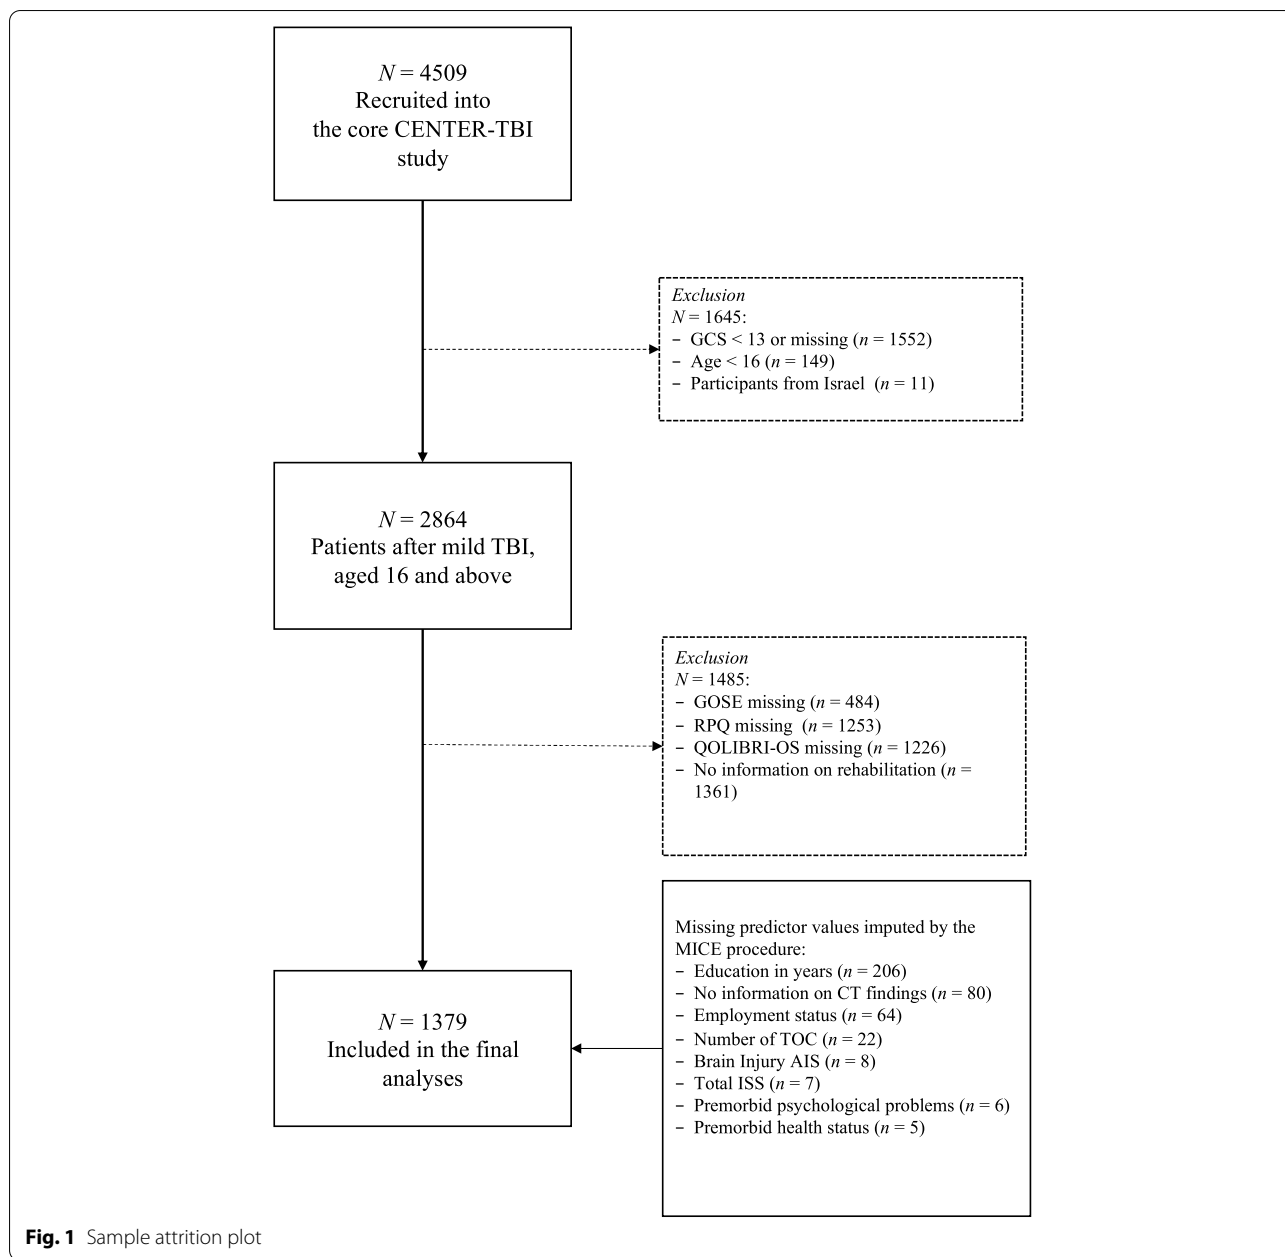 N = 4509
Recruited into
the core CENTER-TBI
study
Exclusion
N = 1645:
– GCS < 13 or missing (n = 1552)
– Age < 16 (n = 149)
– Participants from Israel (n = 11)
N = 2864
Patients after mild TBI,
aged 16 and above
Exclusion
N = 1485:
– GOSE missing (n = 484)
– RPQ missing (n = 1253)
– QOLIBRI-OS missing (n = 1226)
– No information on rehabilitation (n =
1361)
Missing predictor values imputed by the
MICE procedure:
– Education in years (n = 206)
– No information on CT findings (n = 80)
– Employment status (n = 64)
– Number of TOC (n = 22)
– Brain Injury AIS (n = 8)
– Total ISS (n = 7)
– Premorbid psychological problems (n = 6)
– Premorbid health status (n = 5)
N = 1379
Included in the final
analyses
Fig. 1 Sample attrition plot